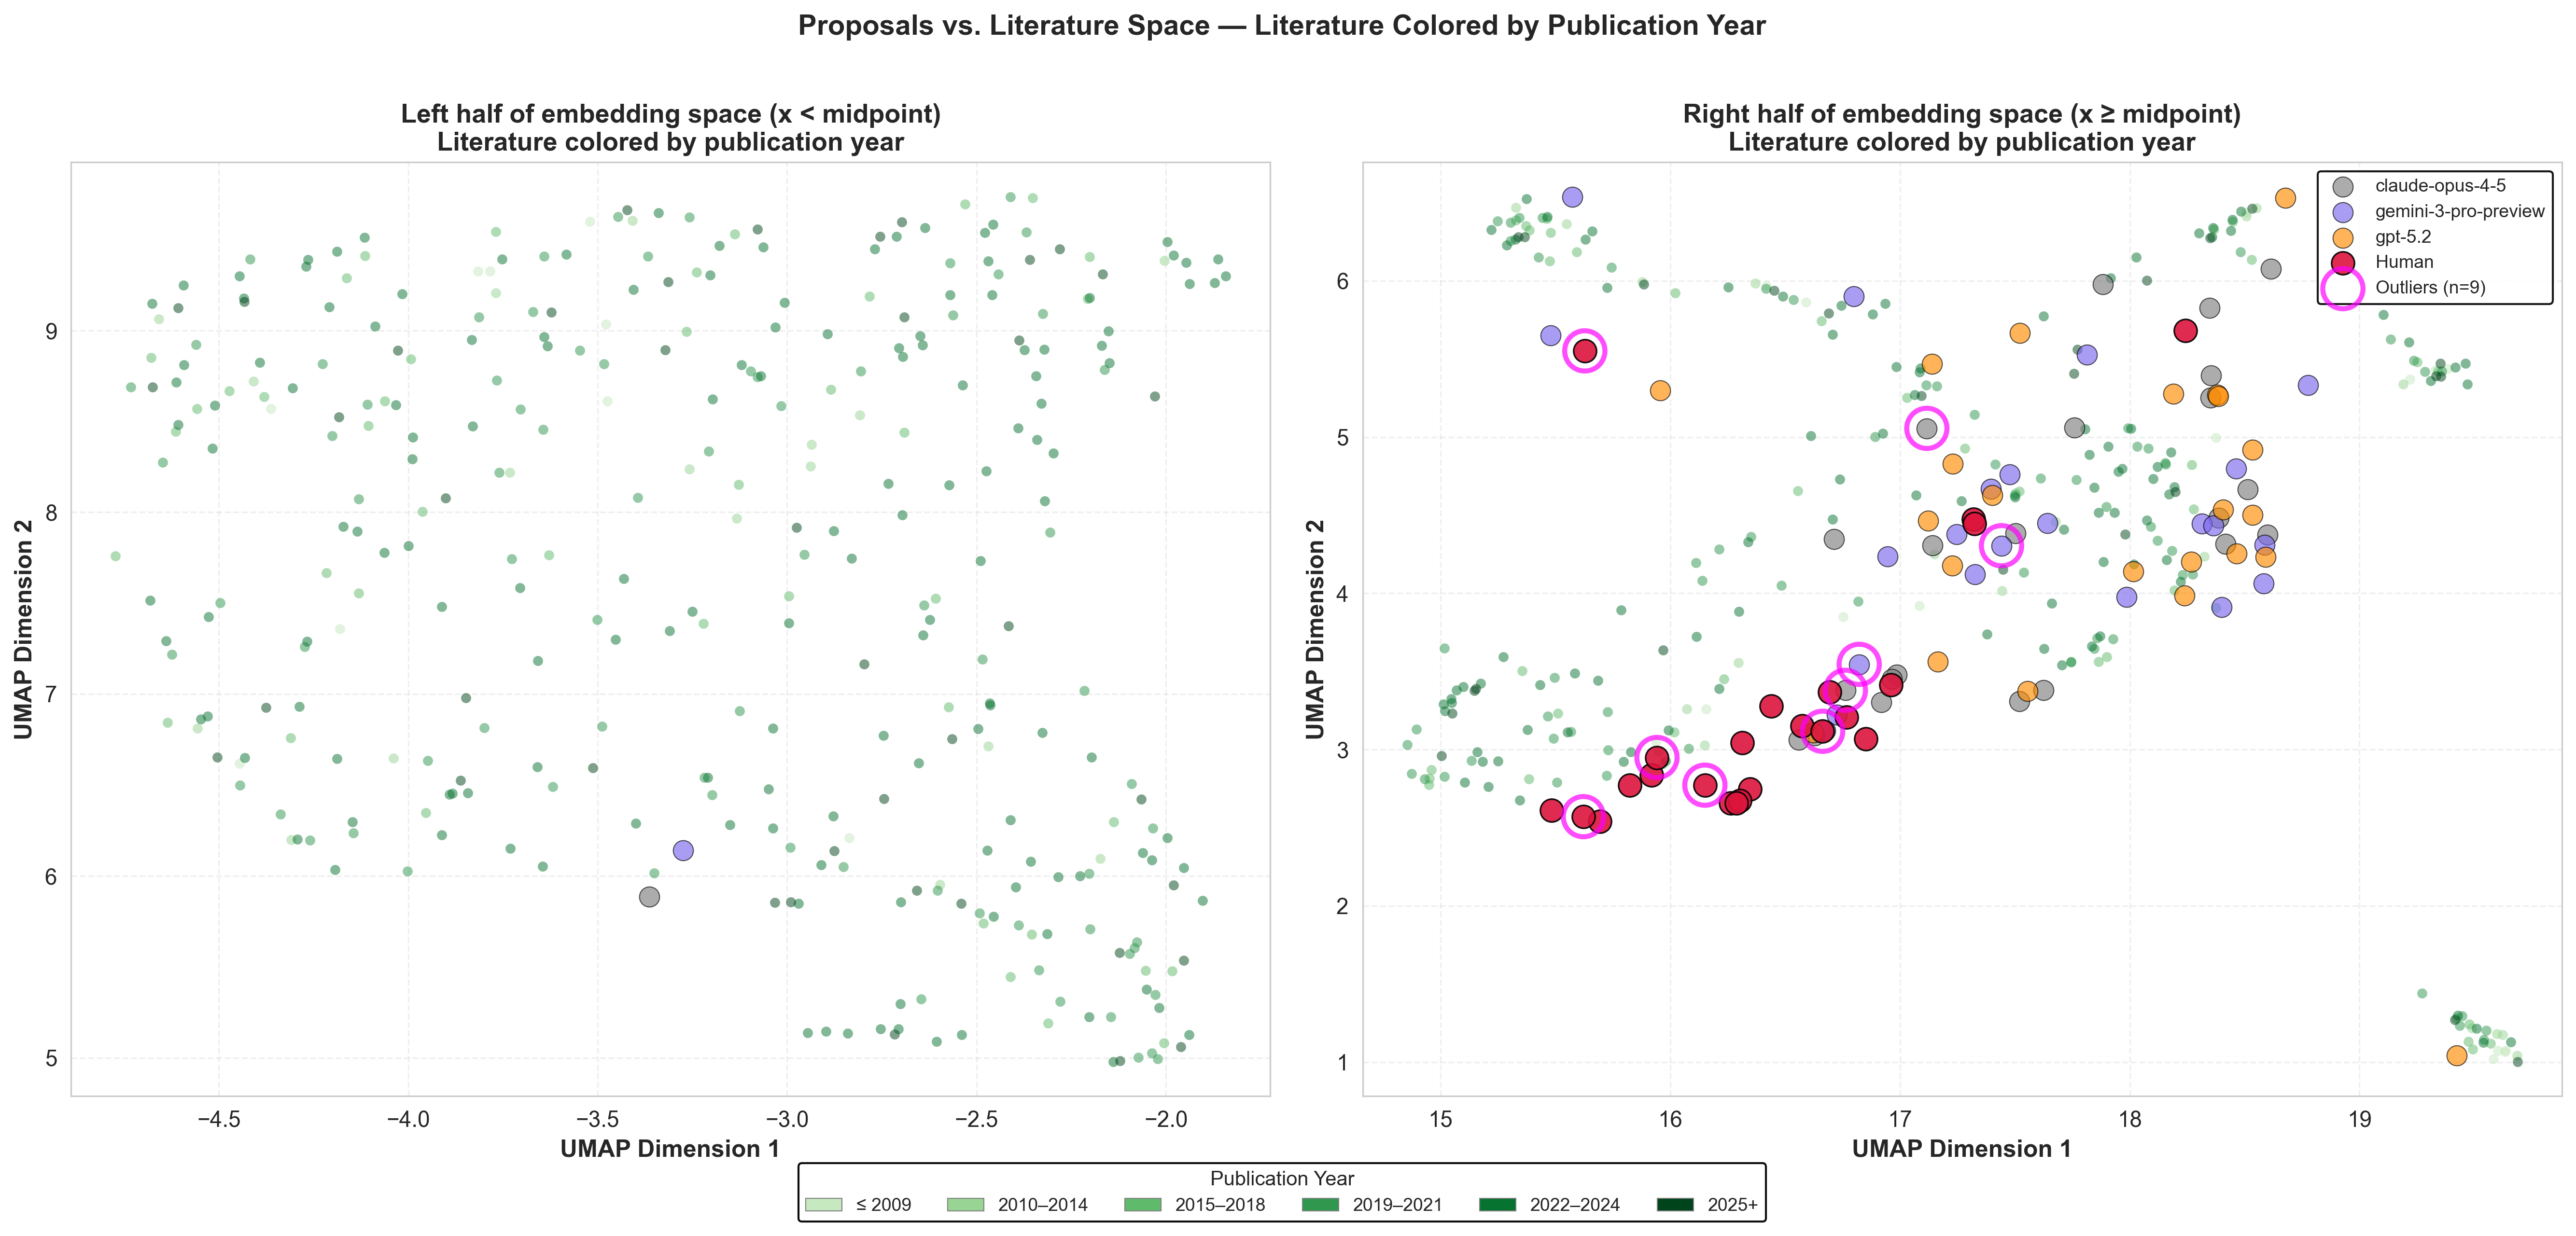 Proposals vs. Literature Space — Literature Colored by Publication Year
Left half of embedding space (x < midpoint)
Literature colored by publication year
UMAP Dimension 2
9
8
7
6
5
−4.5
−4.0
−3.5
−3.0
−2.5
−2.0
UMAP Dimension 1
Right half of embedding space (x ≥ midpoint)
Literature colored by publication year
claude-opus-4-5
gemini-3-pro-preview
gpt-5.2
Human
Outliers (n=9)
UMAP Dimension 2
6
5
4
3
2
1
15
16
17
18
19
UMAP Dimension 1
Publication Year
≤ 2009
2010–2014
2015–2018
2019–2021
2022–2024
2025+